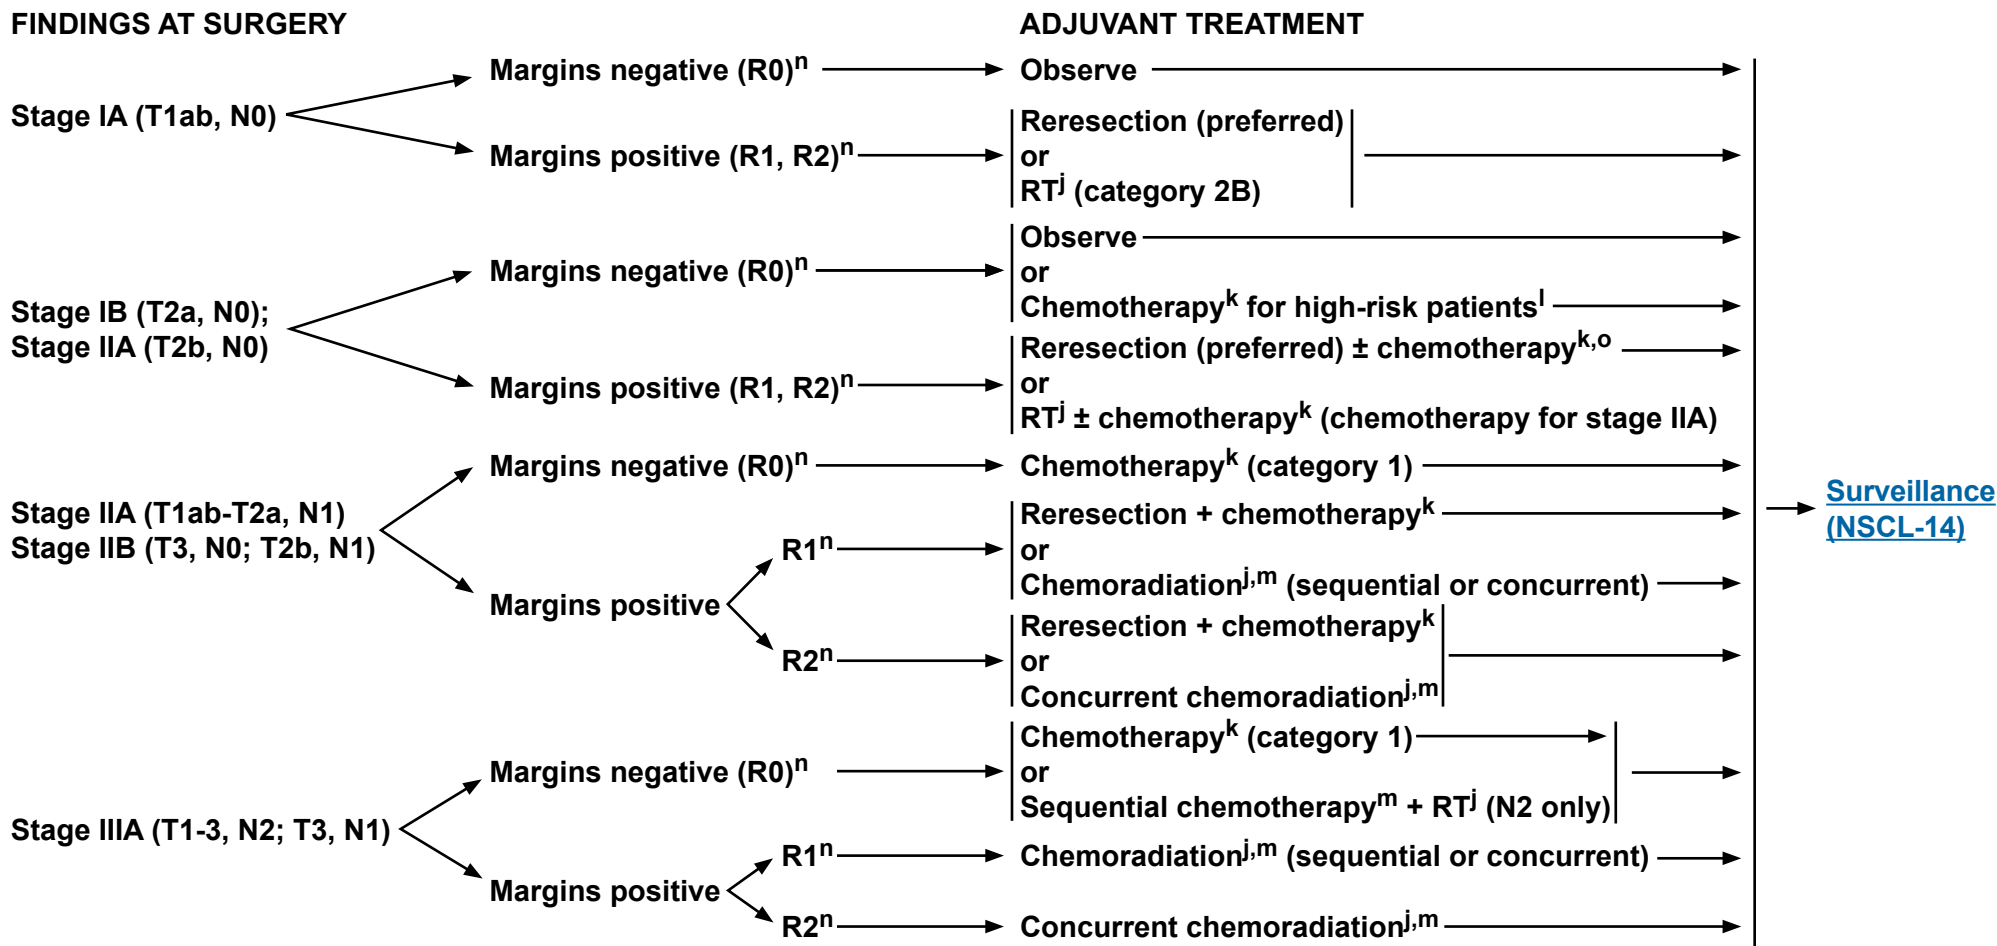 FINDINGS AT SURGERY
ADJUVANT TREATMENT
Stage IA (T1ab, N0)
Margins negative (R0)n
Observe
Margins positive (R1, R2)n
Reresection (preferred)
or
RTj (category 2B)
Stage IB (T2a, N0);
Stage IIA (T2b, N0)
Margins negative (R0)n
Observe
or
Chemotherapyk for high-risk patientsl
Margins positive (R1, R2)n
Reresection (preferred) ± chemotherapyk,o
or
RTj ± chemotherapyk (chemotherapy for stage IIA)
Stage IIA (T1ab-T2a, N1)
Stage IIB (T3, N0; T2b, N1)
Margins negative (R0)n
Chemotherapyk (category 1)
Margins positive
R1n
Reresection + chemotherapyk
or
Chemoradiationj,m (sequential or concurrent)
R2n
Reresection + chemotherapyk
or
Concurrent chemoradiationj,m
Stage IIIA (T1-3, N2; T3, N1)
Margins negative (R0)n
Chemotherapyk (category 1)
or
Sequential chemotherapym + RTj (N2 only)
Margins positive
R1n
Chemoradiationj,m (sequential or concurrent)
R2n
Concurrent chemoradiationj,m
Surveillance
(NSCL-14)